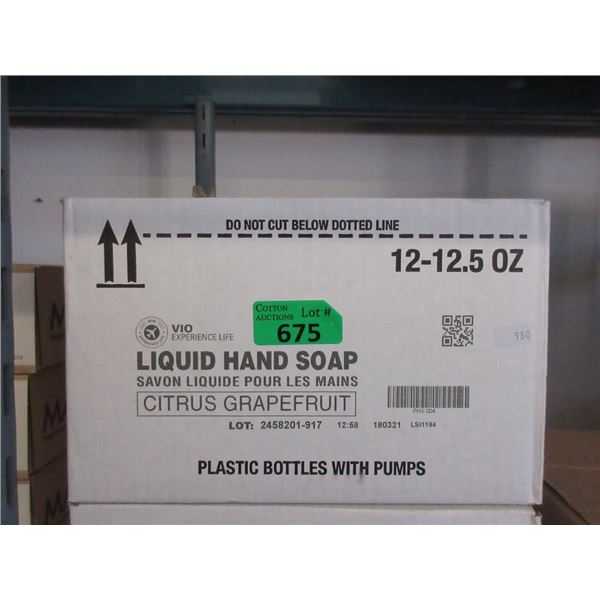 DO NOT CUT BELOW DOTTED LINE
12-12.5 OZ
COTTON AUCTIONS Lot #
675
VIO
EXPERIENCE LIFE
LIQUID HAND SOAP
SAVON LIQUIDE POUR LES MAINS
CITRUS GRAPEFRUIT
PHS 004
LOT: 2458201-917 12:58 180321 LSI1194
PLASTIC BOTTLES WITH PUMPS
980